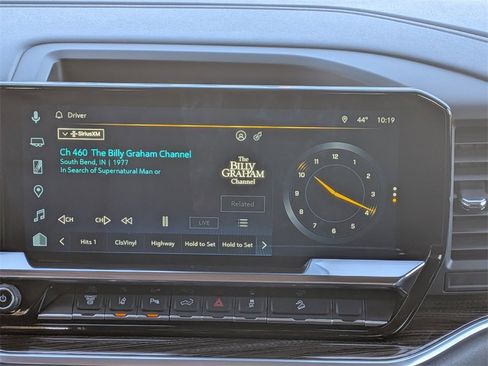 Driver
44° 10:19
SiriusXM
Ch 460 The Billy Graham Channel
South Bend, IN | 1977
In Search of Supernatural Man or
The
BILLY
GRAHAM
Channel
Related
CH CH LIVE
Hits 1 ClsVinyl Highway Hold to Set Hold to Set
12
11 1
10 2
9 3
8 4
7 5
6